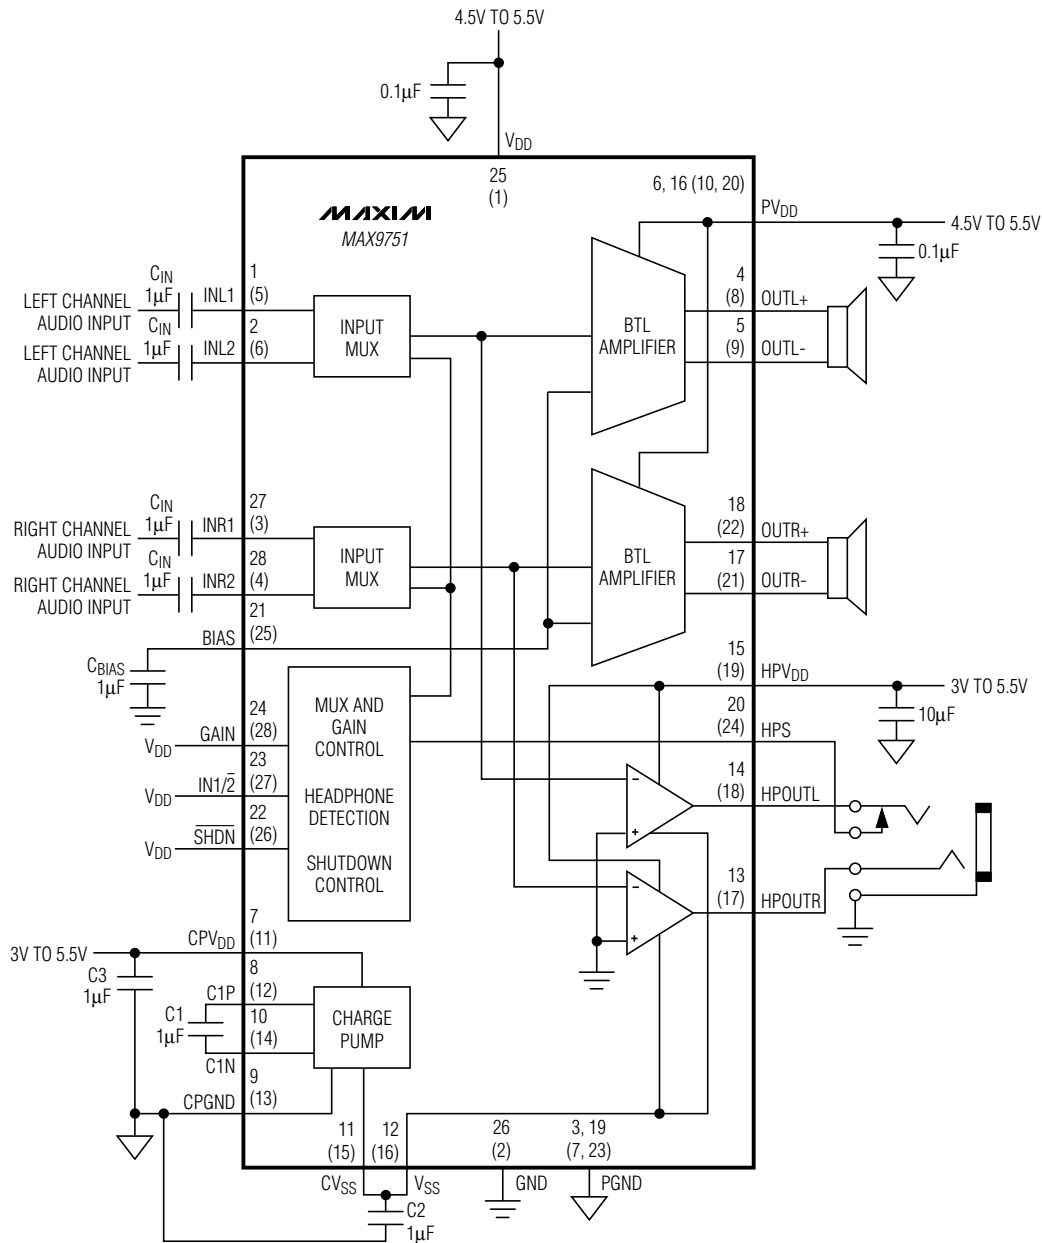 4.5V TO 5.5V
0.1μF
VDD
25
(1)
6, 16 (10, 20)
MAXIM
MAX9751
PVDD
4.5V TO 5.5V
0.1μF
CIN
1μF
LEFT CHANNEL
AUDIO INPUT
INL1
1
(5)
CIN
1μF
LEFT CHANNEL
AUDIO INPUT
INL2
2
(6)
INPUT
MUX
BTL
AMPLIFIER
4
(8)
OUTL+
5
(9)
OUTL-
CIN
1μF
RIGHT CHANNEL
AUDIO INPUT
INR1
27
(3)
CIN
1μF
RIGHT CHANNEL
AUDIO INPUT
INR2
28
(4)
INPUT
MUX
BTL
AMPLIFIER
18
(22)
OUTR+
17
(21)
OUTR-
21
(25)
BIAS
CBIAS
1μF
15
(19)
HPVDD
3V TO 5.5V
10μF
MUX AND
GAIN
CONTROL
HEADPHONE
DETECTION
SHUTDOWN
CONTROL
24
(28)
VDD
GAIN
23
(27)
VDD
IN1/2̅
22
(26)
VDD
S̅H̅D̅N̅
20
(24)
HPS
14
(18)
HPOUTL
−
+
13
(17)
HPOUTR
−
+
7
(11)
3V TO 5.5V
CPVDD
C3
1μF
8
(12)
C1P
C1
1μF
10
(14)
C1N
CHARGE
PUMP
9
(13)
CPGND
11
(15)
CVSS
12
(16)
VSS
C2
1μF
26
(2)
GND
3, 19
(7, 23)
PGND